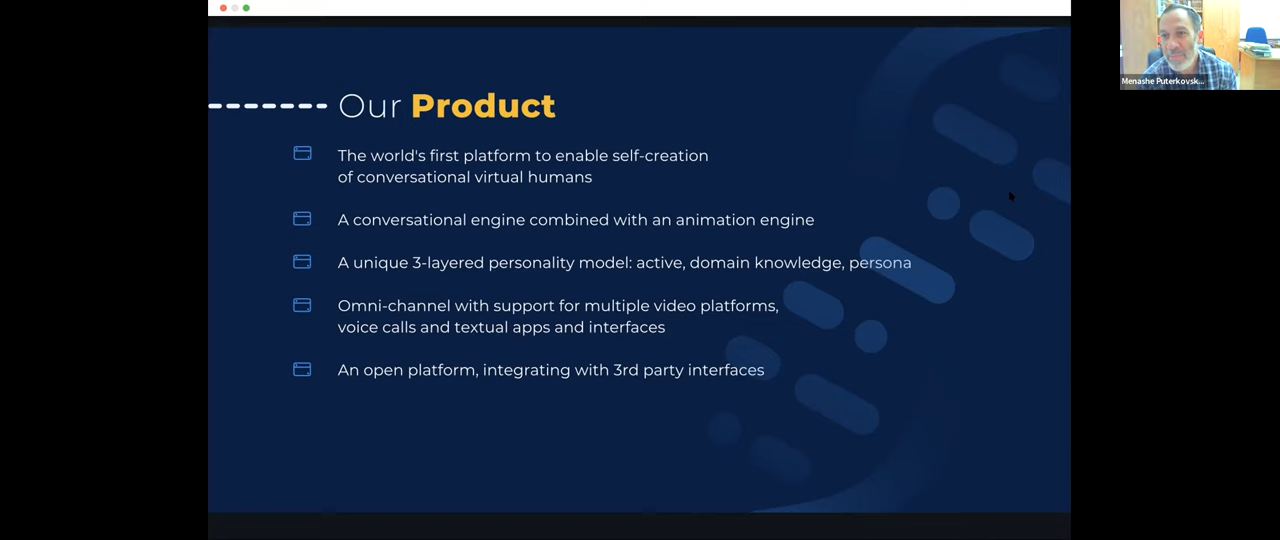 Our Product
The world's first platform to enable self-creation
of conversational virtual humans
A conversational engine combined with an animation engine
A unique 3-layered personality model: active, domain knowledge, persona
Omni-channel with support for multiple video platforms,
voice calls and textual apps and interfaces
An open platform, integrating with 3rd party interfaces
Menashe Puterkovsk...